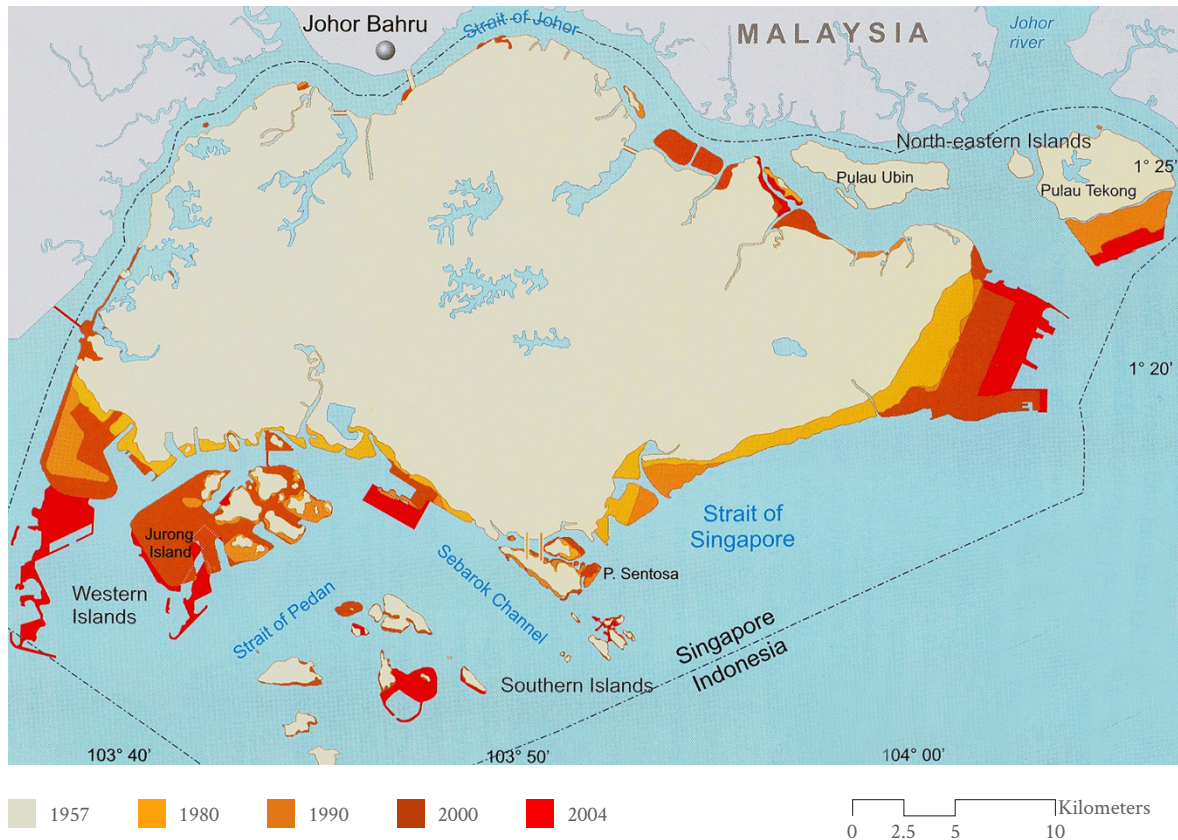 Johor Bahru
Strait of Joher
MALAYSIA
Johor
river
North-eastern Islands
Pulau Ubin
1° 25'
Pulau Tekong
1° 20'
Jurong
Island
Western
Islands
Strait of
Singapore
P. Sentosa
Sebarok Channel
Strait of Pedan
Southern Islands
Singapore
Indonesia
103° 40'
103° 50'
104° 00'
1957
1980
1990
2000
2004
Kilometers
0
2.5
5
10